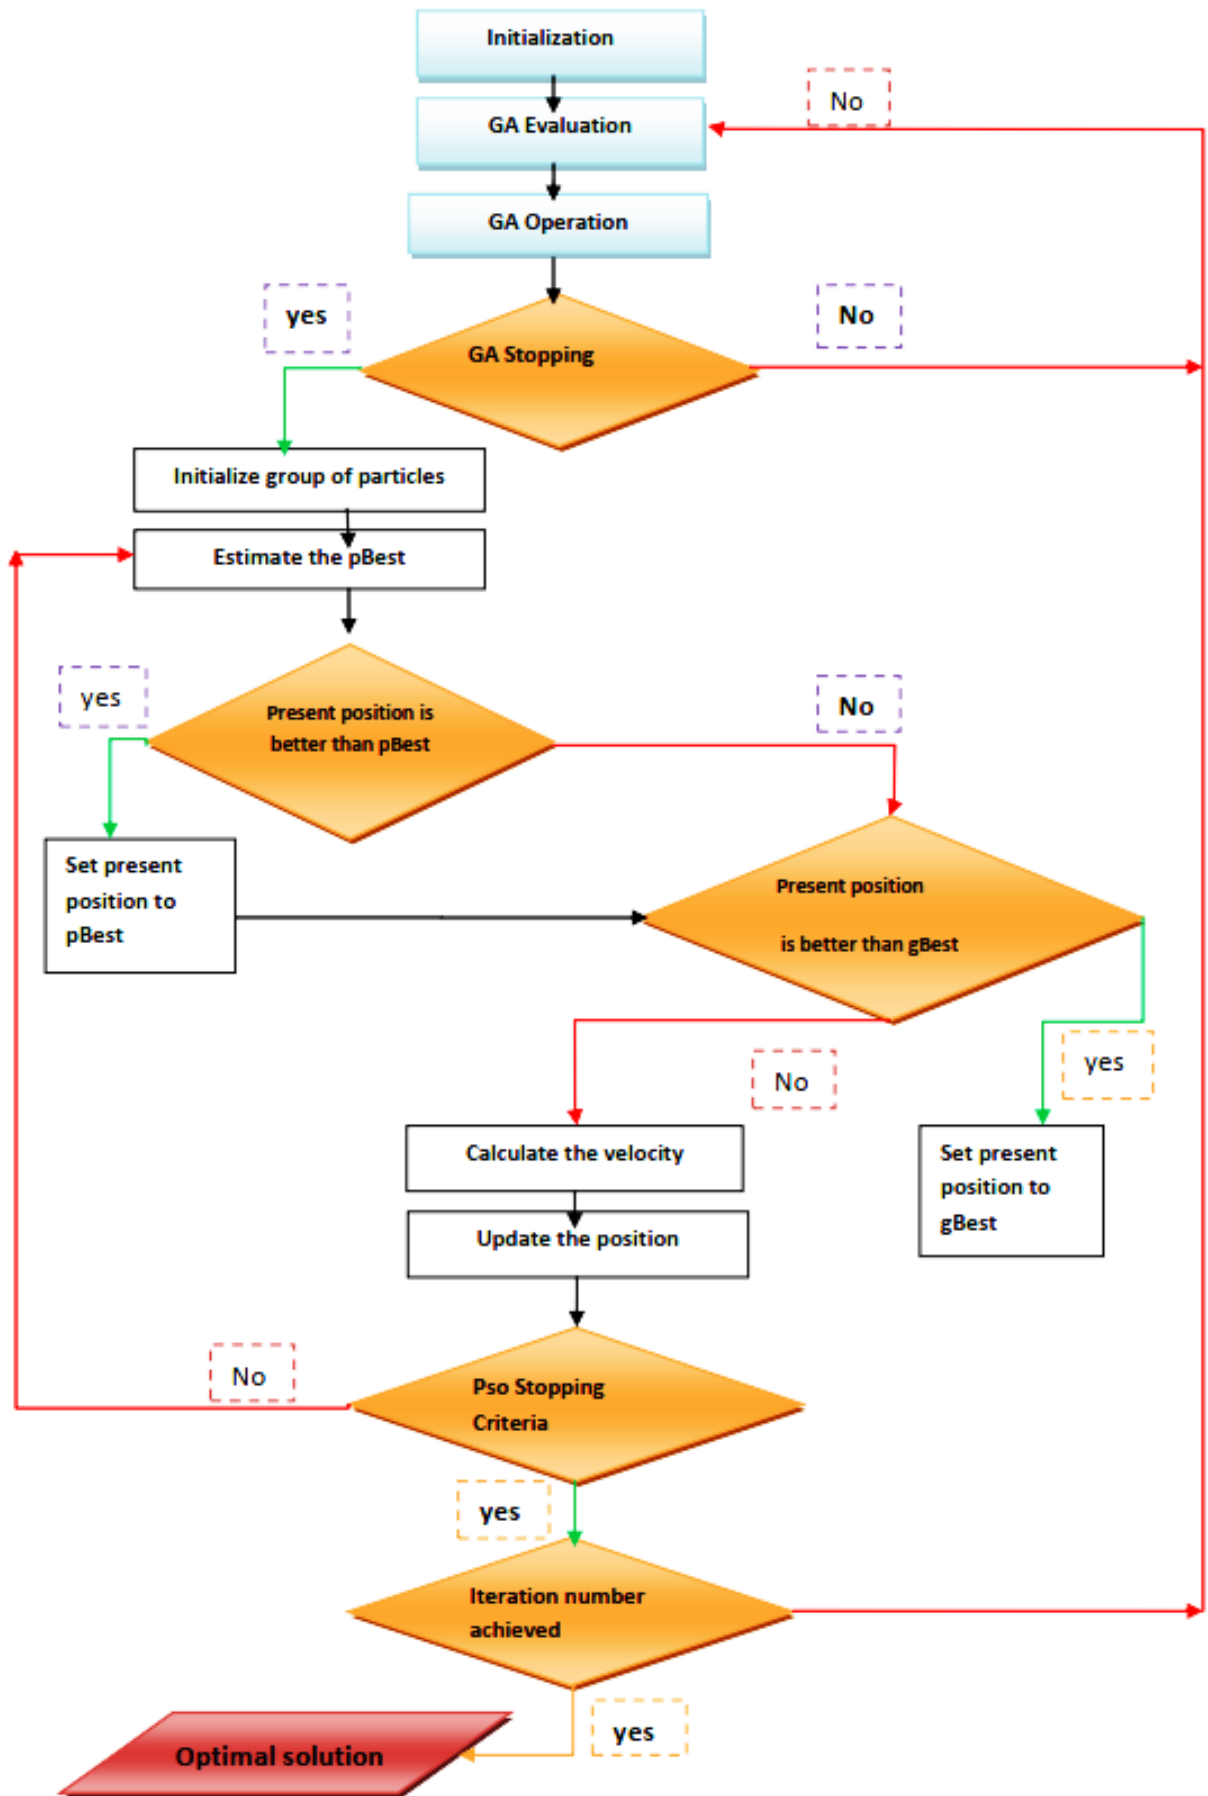 Initialization
No
GA Evaluation
GA Operation
yes
No
GA Stopping
Initialize group of particles
Estimate the pBest
yes
No
Present position is
better than pBest
Set present
position to
pBest
Present position
is better than gBest
No
yes
Calculate the velocity
Set present
position to
gBest
Update the position
No
Pso Stopping
Criteria
yes
Iteration number
achieved
yes
Optimal solution